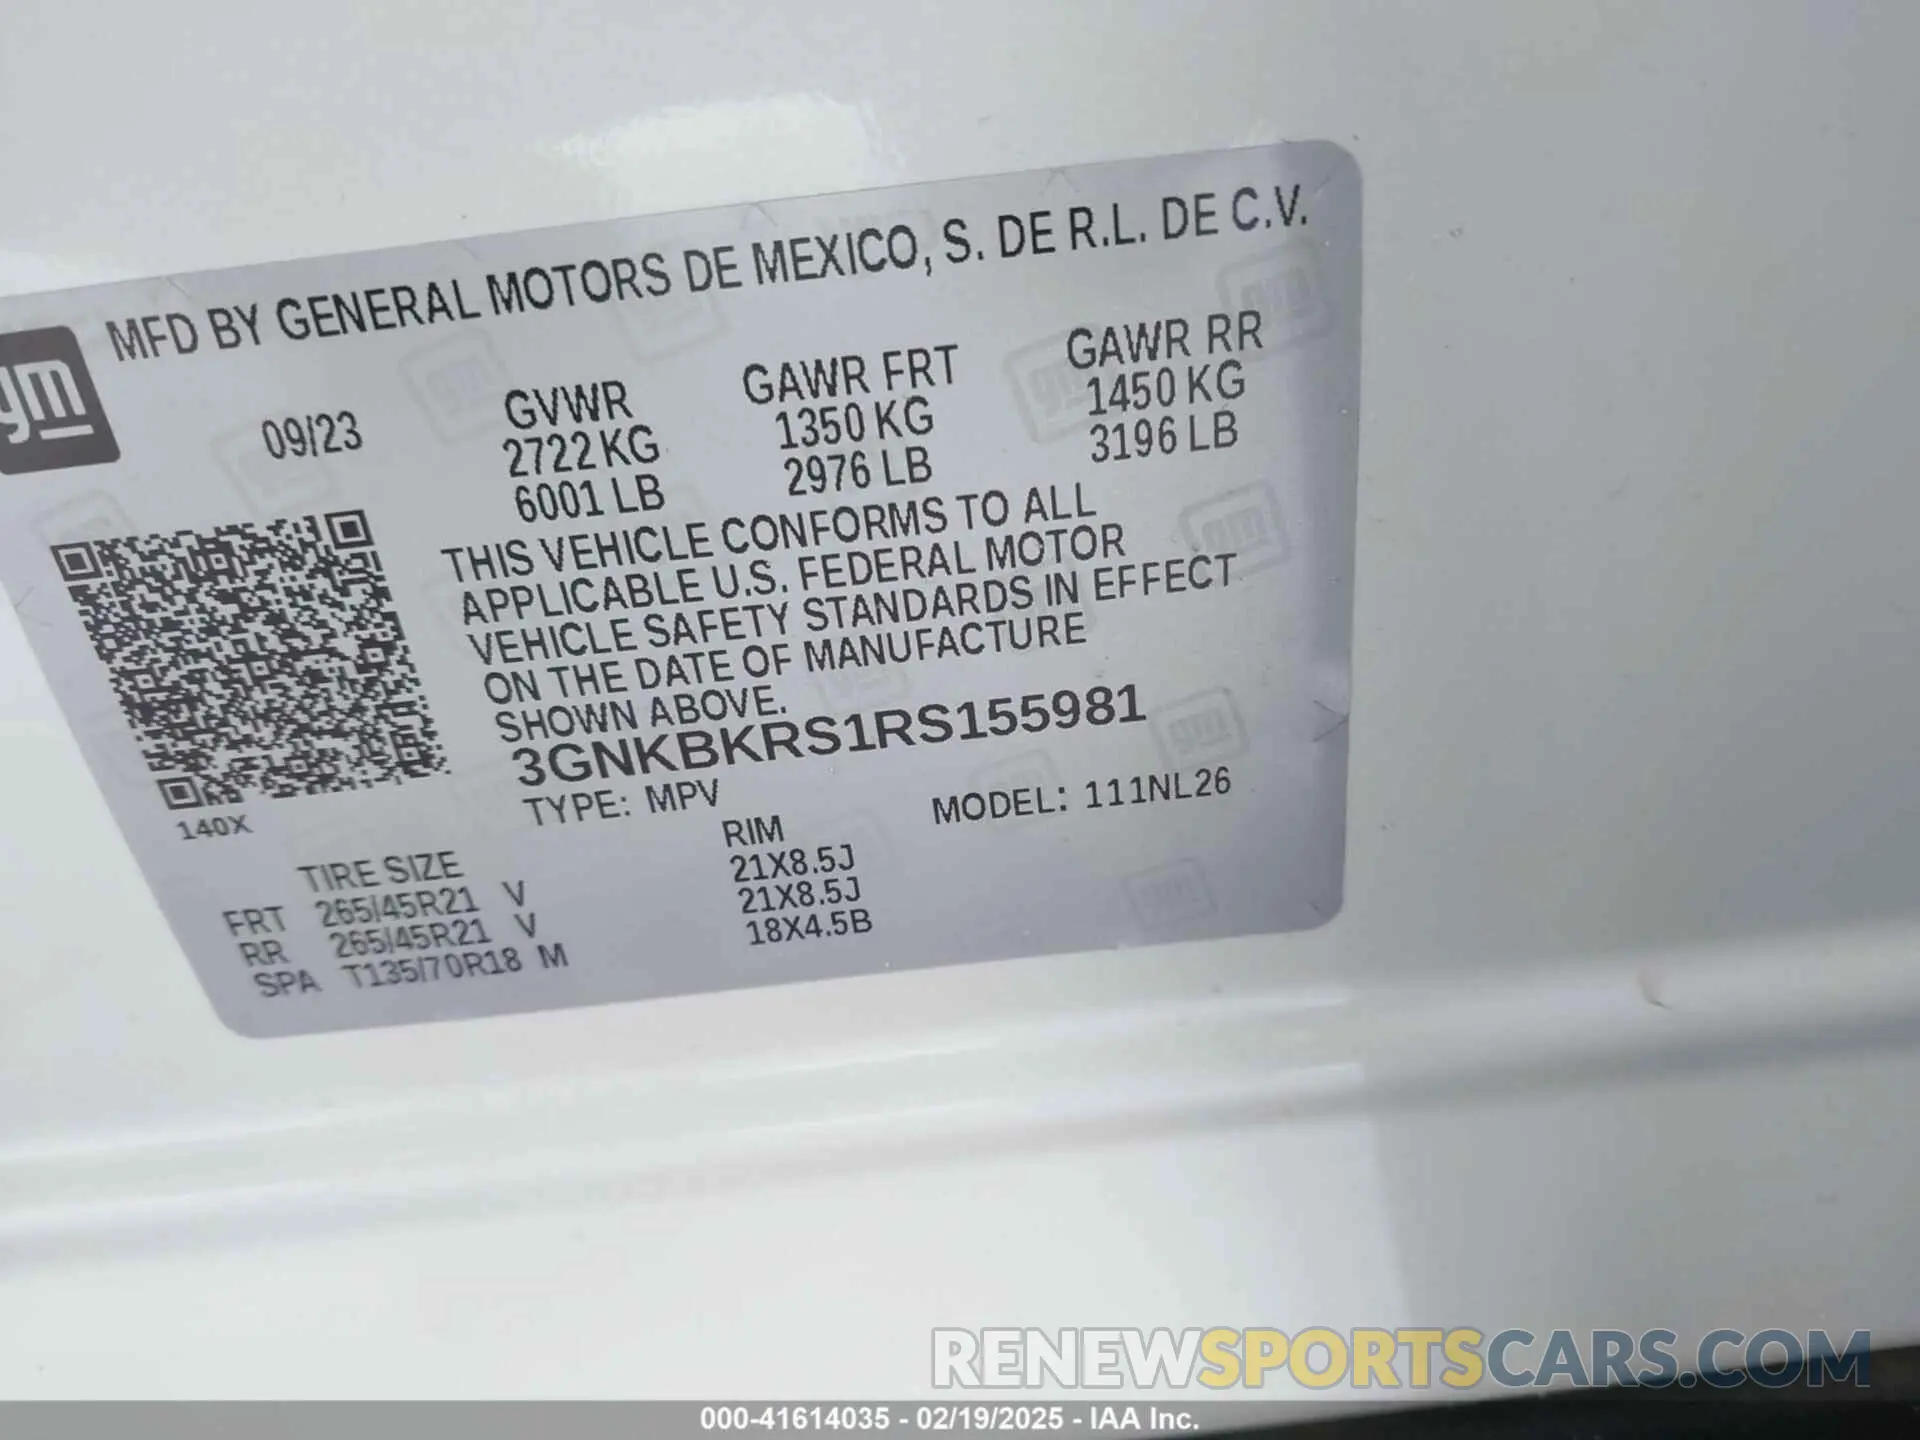 gm
MFD BY GENERAL MOTORS DE MEXICO, S. DE R.L. DE C.V.
09/23 GVWR GAWR FRT GAWR RR
2722 KG 1350 KG 1450 KG
6001 LB 2976 LB 3196 LB
THIS VEHICLE CONFORMS TO ALL
APPLICABLE U.S. FEDERAL MOTOR
VEHICLE SAFETY STANDARDS IN EFFECT
ON THE DATE OF MANUFACTURE
SHOWN ABOVE.
3GNKBKRS1RS155981
TYPE: MPV MODEL: 111NL26
140X
TIRE SIZE RIM
FRT 265/45R21 V 21X8.5J
RR 265/45R21 V 21X8.5J
SPA T135/70R18 M 18X4.5B
RENEWSPORTSCARS.COM
000-41614035 - 02/19/2025 - IAA Inc.